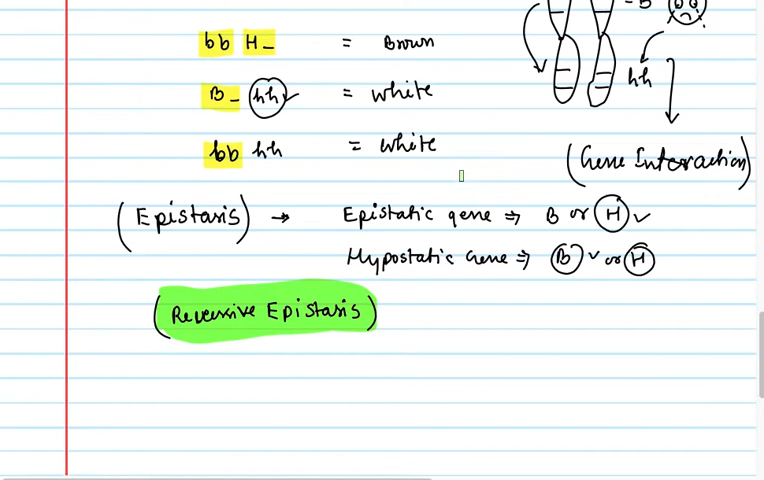 bb H_ = Brown
B_ hh ✓ = white
hh
bb hh = white
(Gene Interaction)
(Epistasis) → Epistatic gene ⇒ B or H ✓
Hypostatic Gene ⇒ B ✓ or H
(Recessive Epistasis)